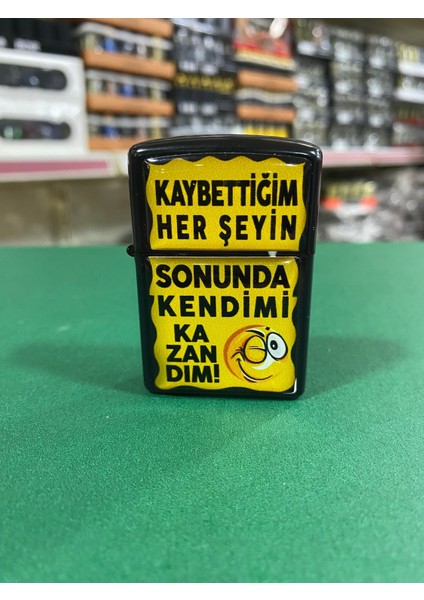 KAYBETTİĞİM
HER ŞEYİN
SONUNDA
KENDİMİ
KA
ZAN
DIM!